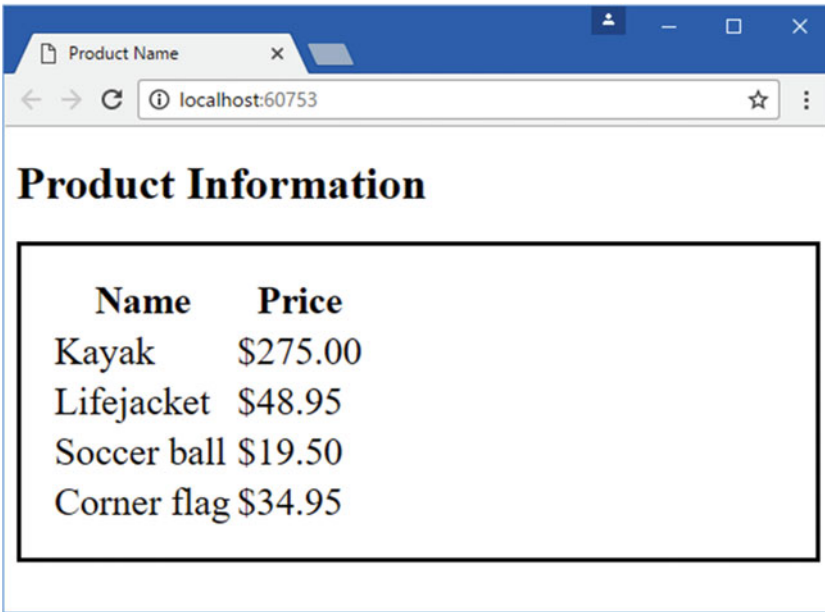 Product Name
localhost:60753
Product Information
Name Price
Kayak $275.00
Lifejacket $48.95
Soccer ball $19.50
Corner flag $34.95